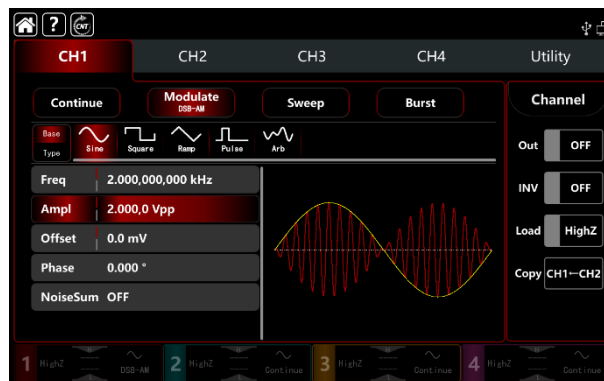 ? CNT
CH1 CH2 CH3 CH4 Utility
Continue Modulate Sweep Burst Channel
DSB-AM
Base
Type Sine Square Ramp Pulse Arb
Out OFF
Freq 2.000,000,000 kHz
INV OFF
Ampl 2.000,0 Vpp
Offset 0.0 mV
Load HighZ
Phase 0.000 °
Copy CH1←CH2
NoiseSum OFF
1 HighZ DSB-AM 2 HighZ Continue 3 HighZ Continue 4 HighZ Continue